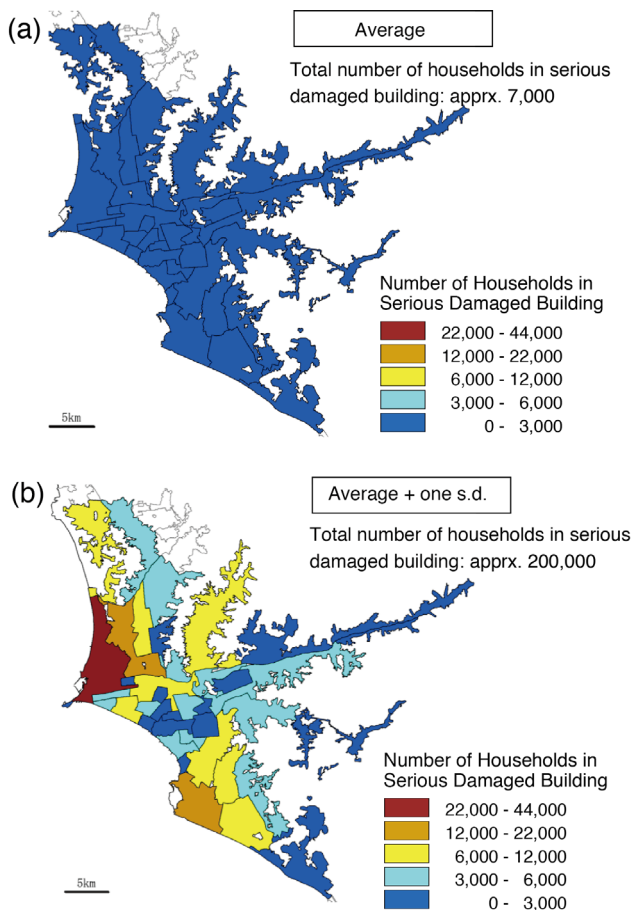 (a)
Average
Total number of households in serious
damaged building: apprx. 7,000
Number of Households in
Serious Damaged Building
22,000 - 44,000
12,000 - 22,000
6,000 - 12,000
3,000 - 6,000
0 - 3,000
5km
(b)
Average + one s.d.
Total number of households in serious
damaged building: apprx. 200,000
Number of Households in
Serious Damaged Building
22,000 - 44,000
12,000 - 22,000
6,000 - 12,000
3,000 - 6,000
0 - 3,000
5km